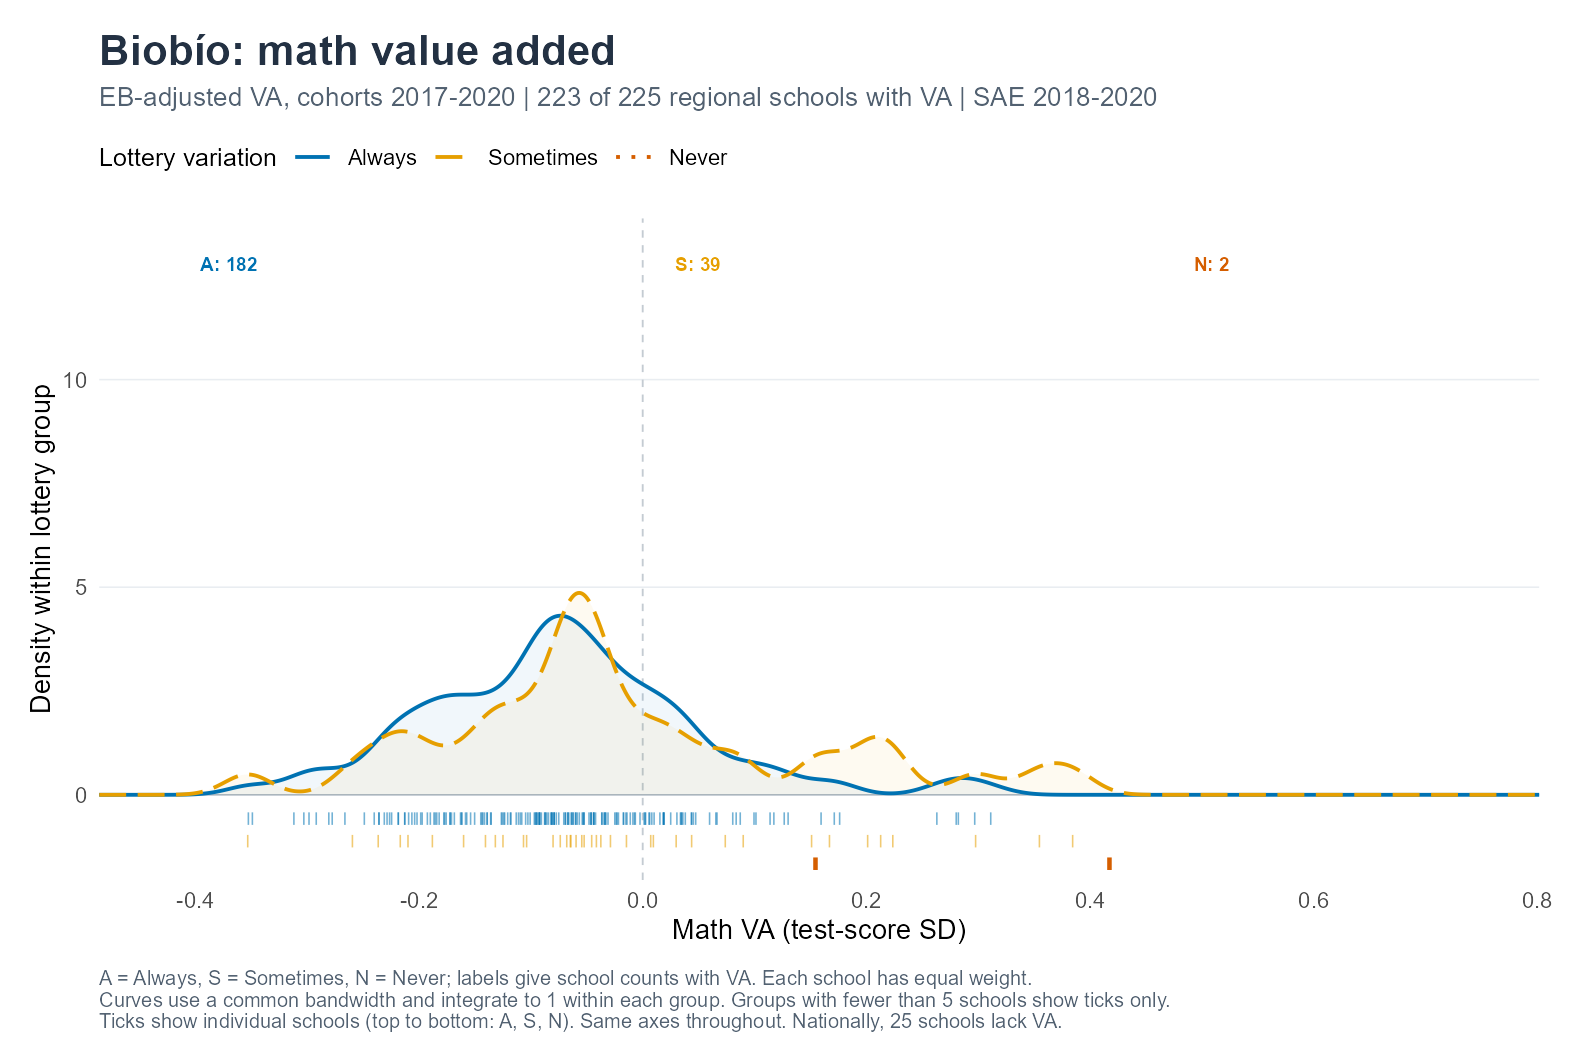 Biobío: math value added
EB-adjusted VA, cohorts 2017-2020 | 223 of 225 regional schools with VA | SAE 2018-2020
Lottery variation Always Sometimes Never
A: 182 S: 39 N: 2
Density within lottery group
10
5
0
-0.4 -0.2 0.0 0.2 0.4 0.6 0.8
Math VA (test-score SD)
A = Always, S = Sometimes, N = Never; labels give school counts with VA. Each school has equal weight.
Curves use a common bandwidth and integrate to 1 within each group. Groups with fewer than 5 schools show ticks only.
Ticks show individual schools (top to bottom: A, S, N). Same axes throughout. Nationally, 25 schools lack VA.